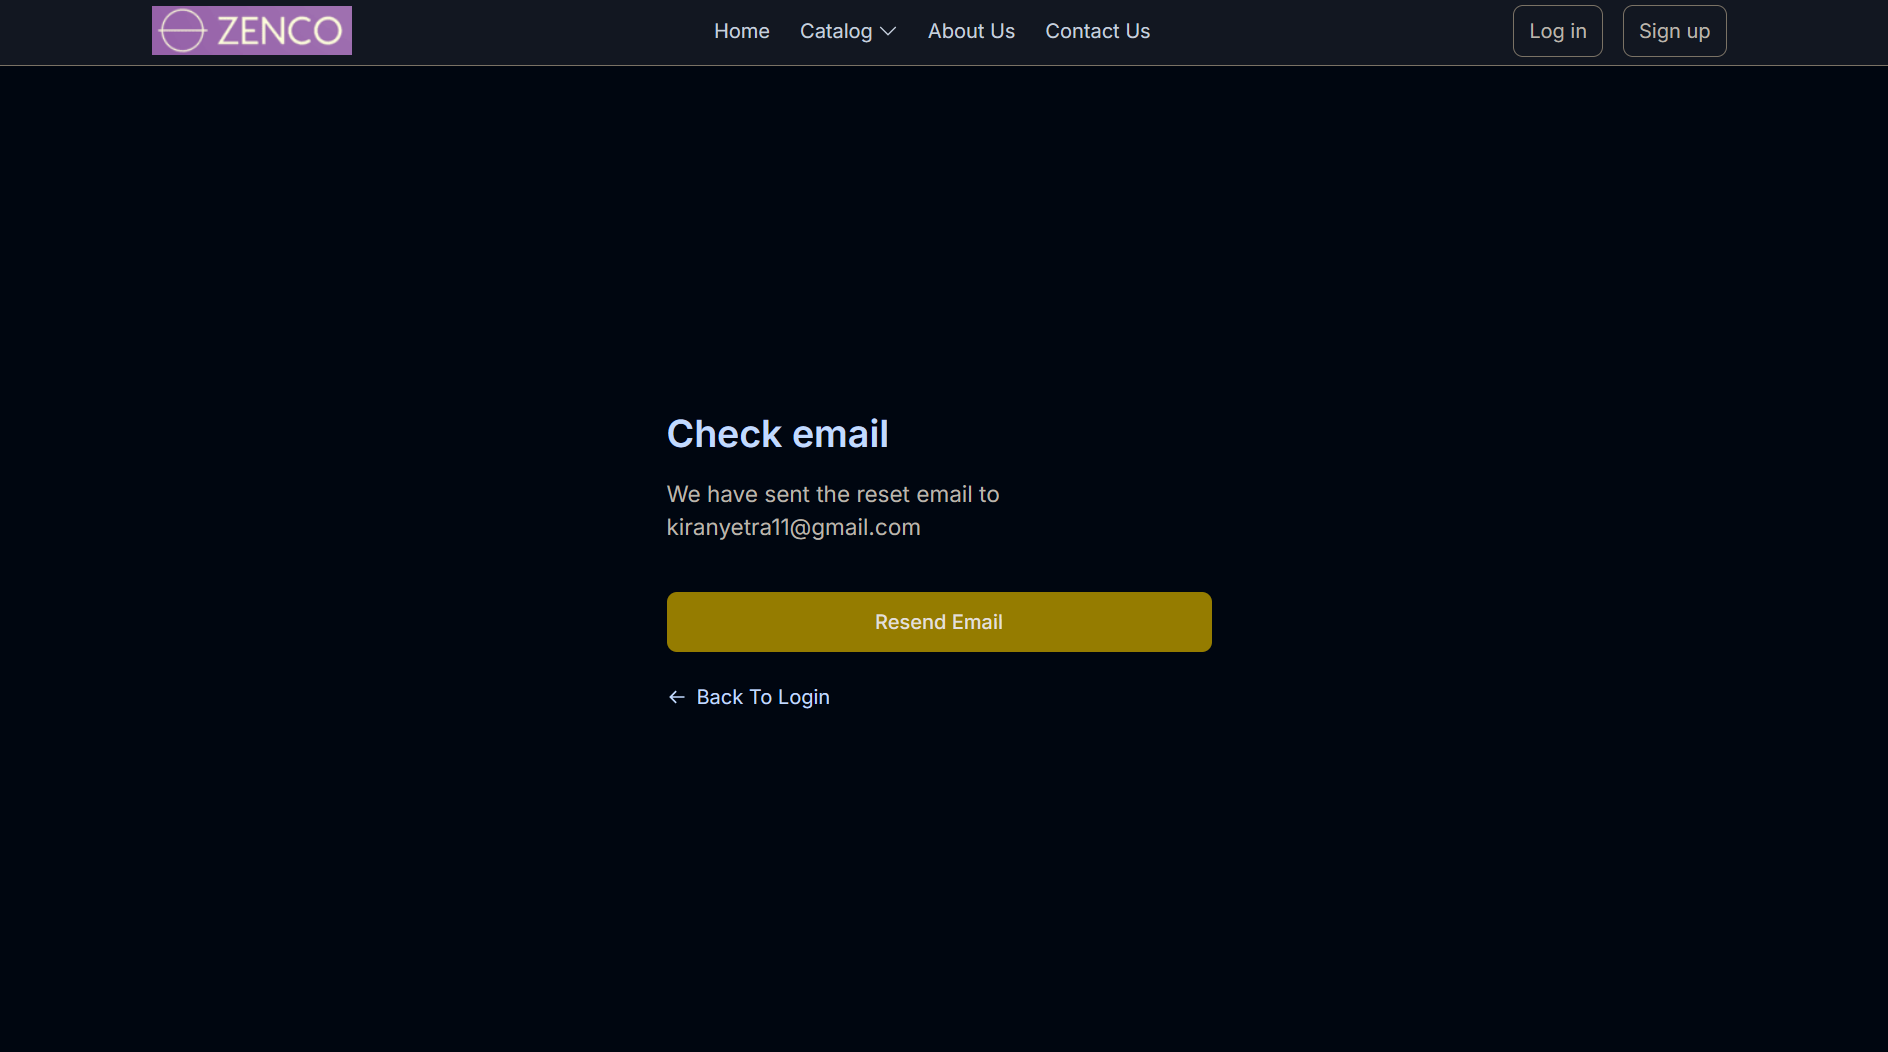 ZENCO
Home Catalog About Us Contact Us
Log in Sign up
Check email
We have sent the reset email to
kiranyetra11@gmail.com
Resend Email
Back To Login